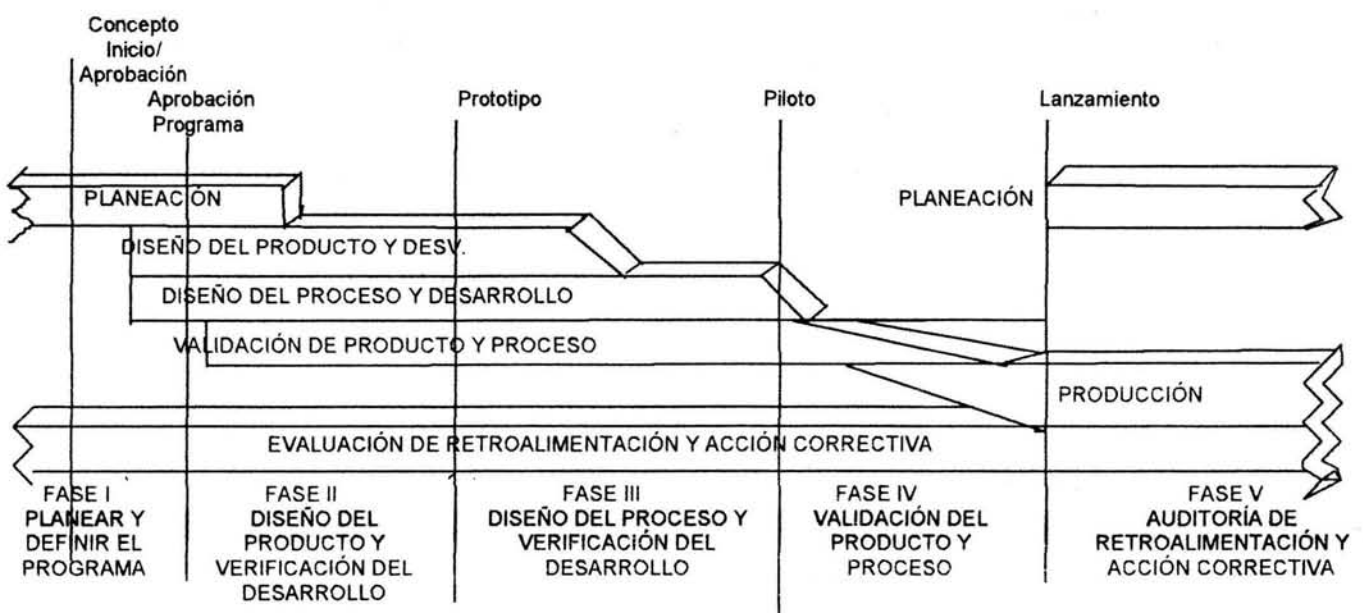 Concepto
Inicio/
Aprobación
Aprobación
Programa
Prototipo
Piloto
Lanzamiento
PLANEACIÓN
PLANEACIÓN
DISEÑO DEL PRODUCTO Y DESV.
DISEÑO DEL PROCESO Y DESARROLLO
VALIDACIÓN DE PRODUCTO Y PROCESO
PRODUCCIÓN
EVALUACIÓN DE RETROALIMENTACIÓN Y ACCIÓN CORRECTIVA
FASE I
PLANEAR Y
DEFINIR EL
PROGRAMA
FASE II
DISEÑO DEL
PRODUCTO Y
VERIFICACIÓN DEL
DESARROLLO
FASE III
DISEÑO DEL PROCESO Y
VERIFICACIÓN DEL
DESARROLLO
FASE IV
VALIDACIÓN DEL
PRODUCTO Y
PROCESO
FASE V
AUDITORÍA DE
RETROALIMENTACIÓN Y
ACCIÓN CORRECTIVA